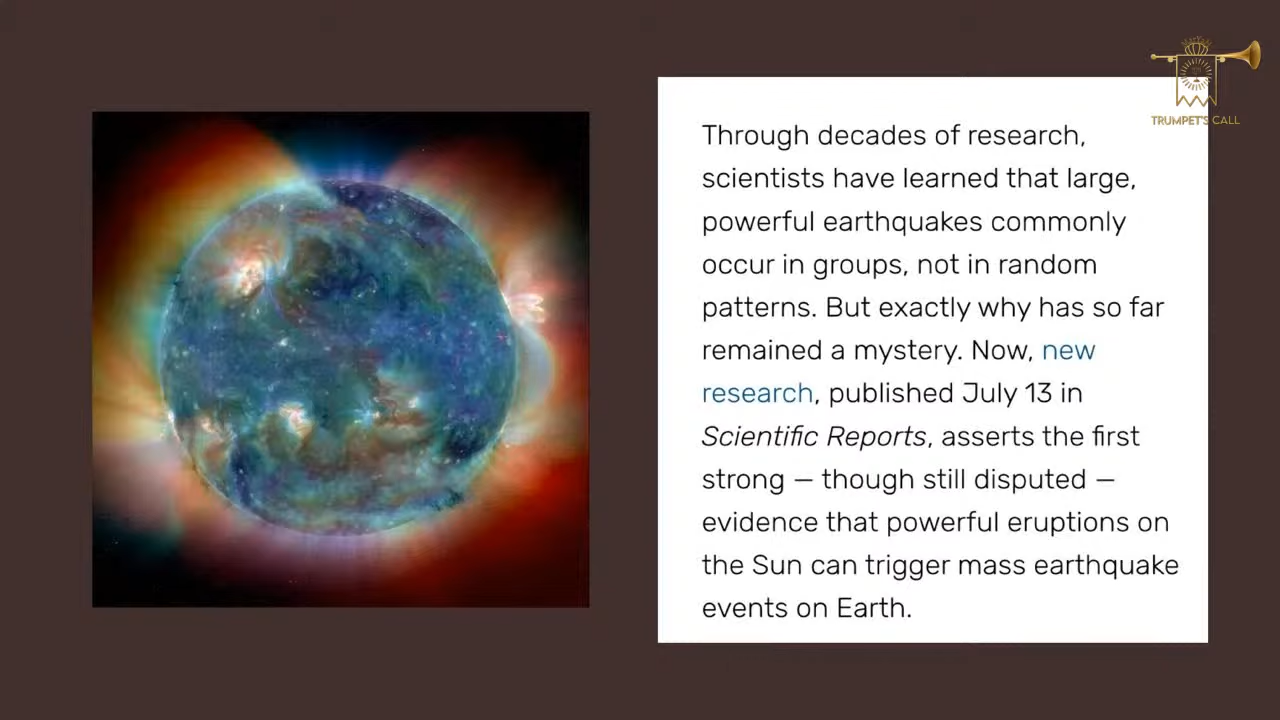 TRUMPET'S CALL
Through decades of research,
scientists have learned that large,
powerful earthquakes commonly
occur in groups, not in random
patterns. But exactly why has so far
remained a mystery. Now, new
research, published July 13 in
Scientific Reports, asserts the first
strong — though still disputed —
evidence that powerful eruptions on
the Sun can trigger mass earthquake
events on Earth.